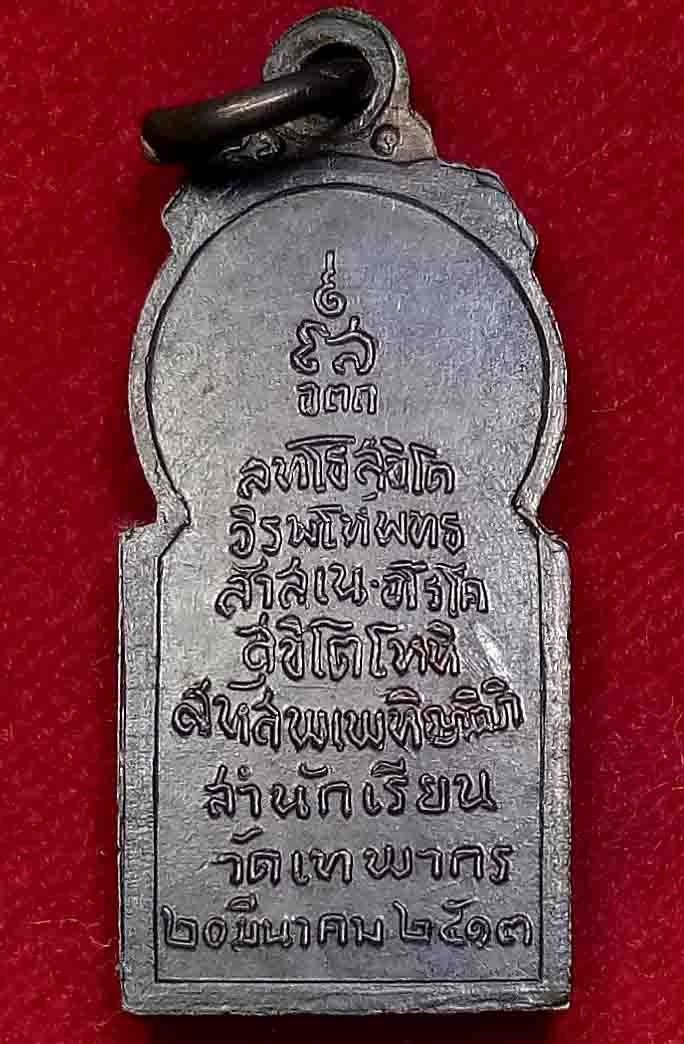 อตถ
ลทโธสุขิโต
วิรุฬโหพุทธ
สาสเน อโรโค
สุขิโตโหหิ
สหสพเพหิญาติภิ
สำนักเรียน
วัดเทพากร
๒๐ มีนาคม ๒๕๑๓